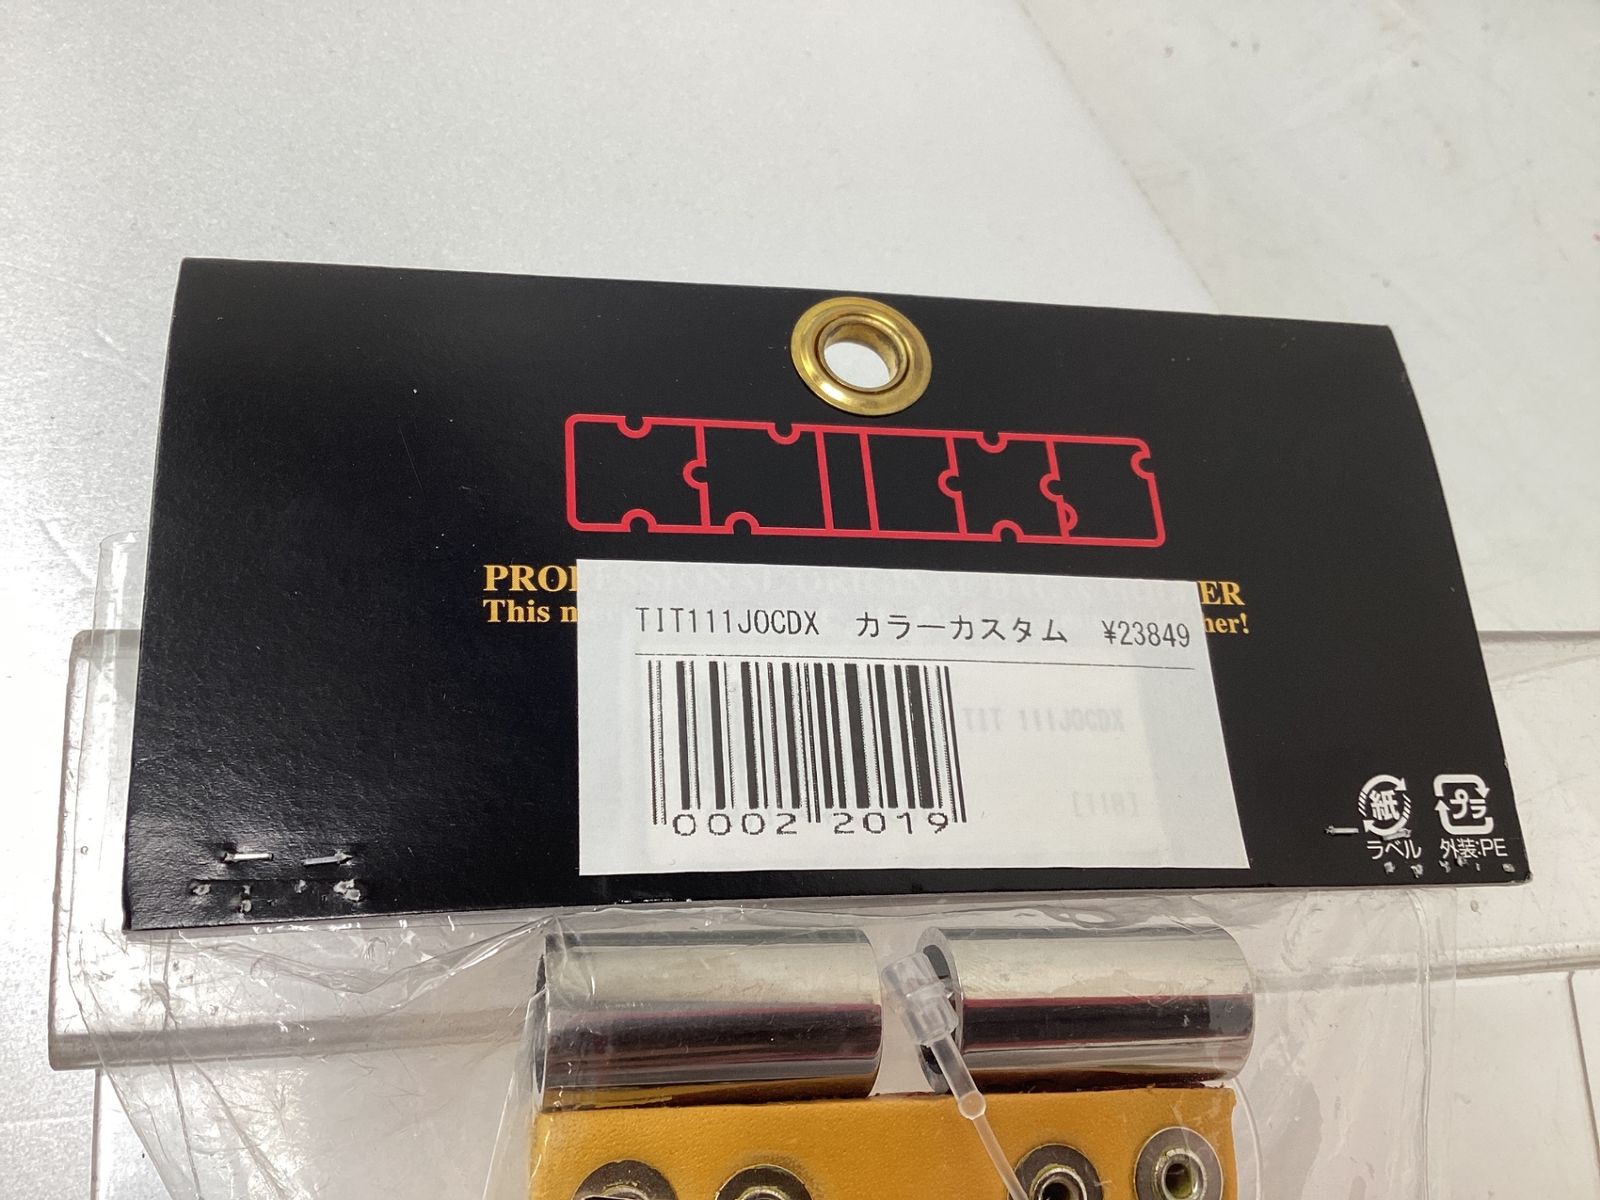 KNICKS
PRO ER
This her!
TIT111JOCDX カラーカスタム ¥23849
TIT 111JOCDX
0002 2019
紙 プラ
ラベル 外装:PE